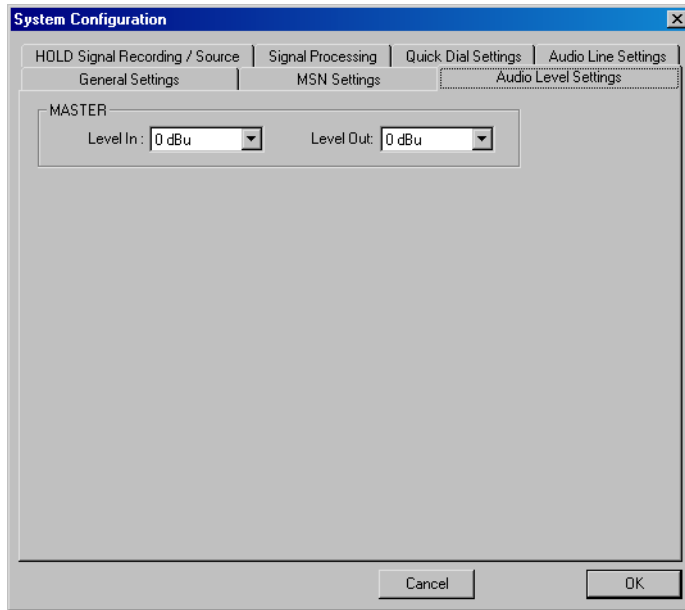 System Configuration
HOLD Signal Recording / Source
Signal Processing
Quick Dial Settings
Audio Line Settings
General Settings
MSN Settings
Audio Level Settings
MASTER
Level In : 0 dBu
Level Out: 0 dBu
Cancel
OK